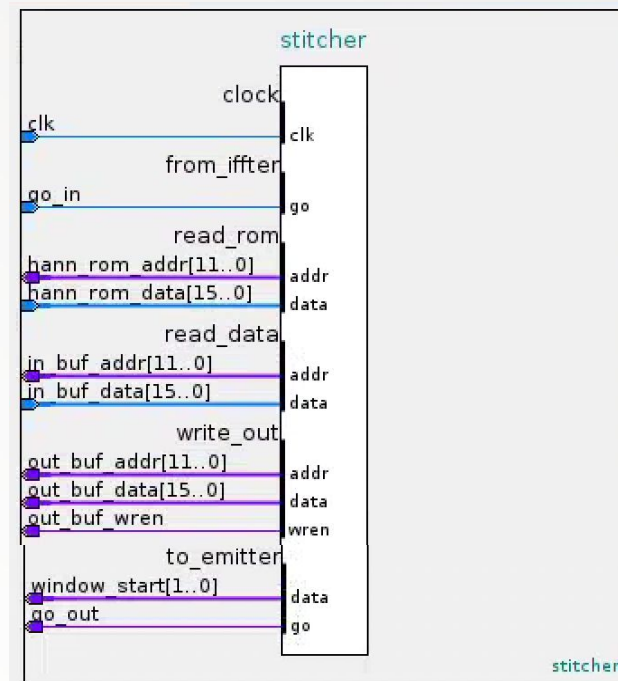 stitcher
clock
clk
clk
from_iffter
go_in
go
read_rom
hann_rom_addr[11..0]
addr
hann_rom_data[15..0]
data
read_data
in_buf_addr[11..0]
addr
in_buf_data[15..0]
data
write_out
out_buf_addr[11..0]
addr
out_buf_data[15..0]
data
out_buf_wren
wren
to_emitter
window_start[1..0]
data
go_out
go
stitcher